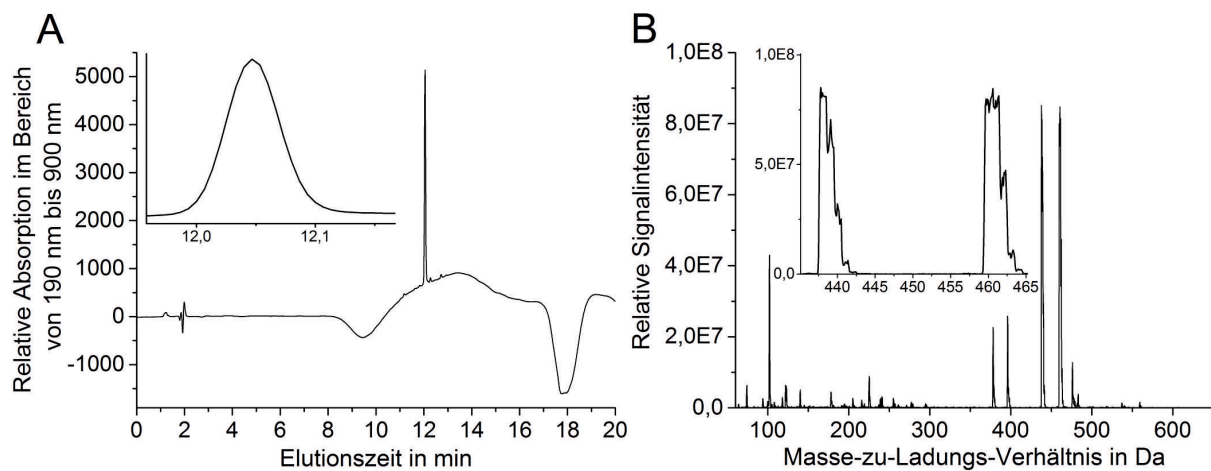 A
Relative Absorption im Bereich
von 190 nm bis 900 nm
5000
4000
3000
2000
1000
0
-1000
12,0 12,1
0 2 4 6 8 10 12 14 16 18 20
Elutionszeit in min
B
Relative Signalintensität
1,0E8
8,0E7
6,0E7
4,0E7
2,0E7
0,0
1,0E8
5,0E7
0,0
440 445 450 455 460 465
100 200 300 400 500 600
Masse-zu-Ladungs-Verhältnis in Da